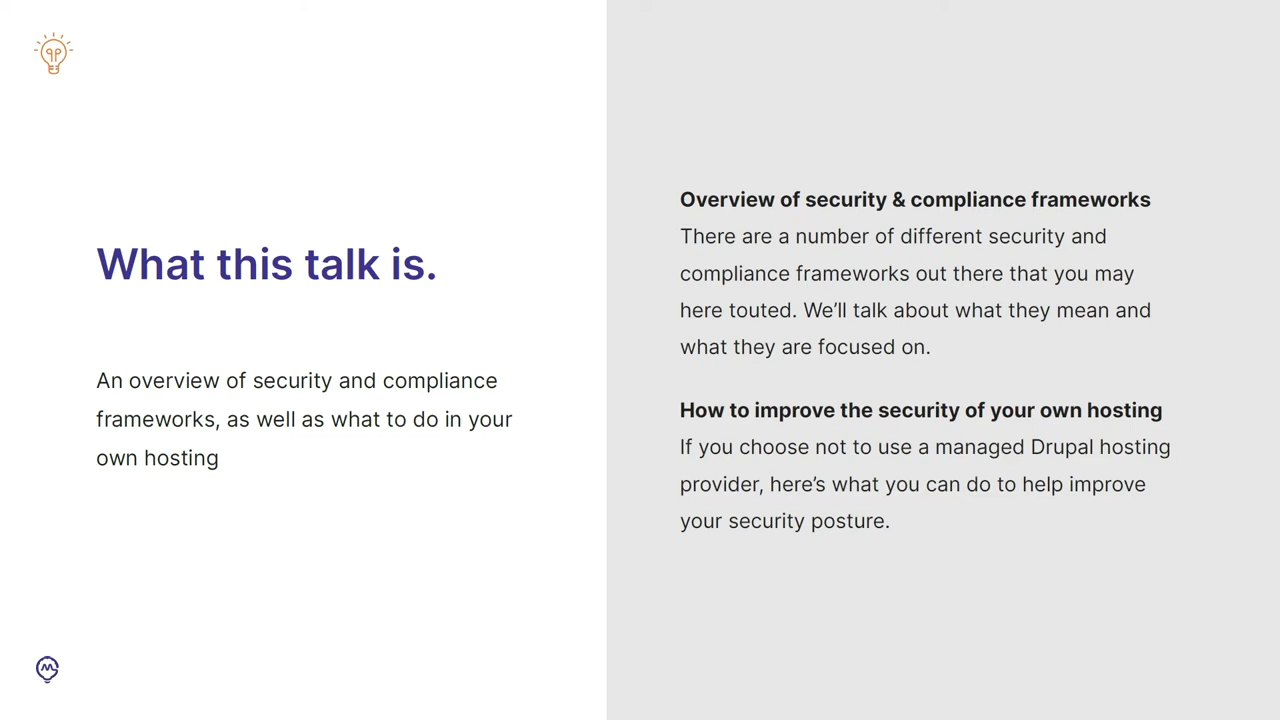 What this talk is.
An overview of security and compliance
frameworks, as well as what to do in your
own hosting
Overview of security & compliance frameworks
There are a number of different security and
compliance frameworks out there that you may
here touted. We’ll talk about what they mean and
what they are focused on.
How to improve the security of your own hosting
If you choose not to use a managed Drupal hosting
provider, here’s what you can do to help improve
your security posture.